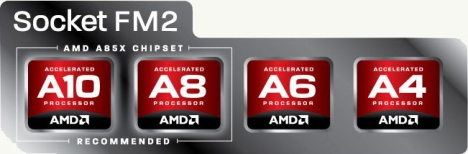 Socket FM2
AMD A85X CHIPSET
ACCELERATED
A10
PROCESSOR
AMD
ACCELERATED
A8
PROCESSOR
AMD
ACCELERATED
A6
PROCESSOR
AMD
ACCELERATED
A4
PROCESSOR
AMD
RECOMMENDED